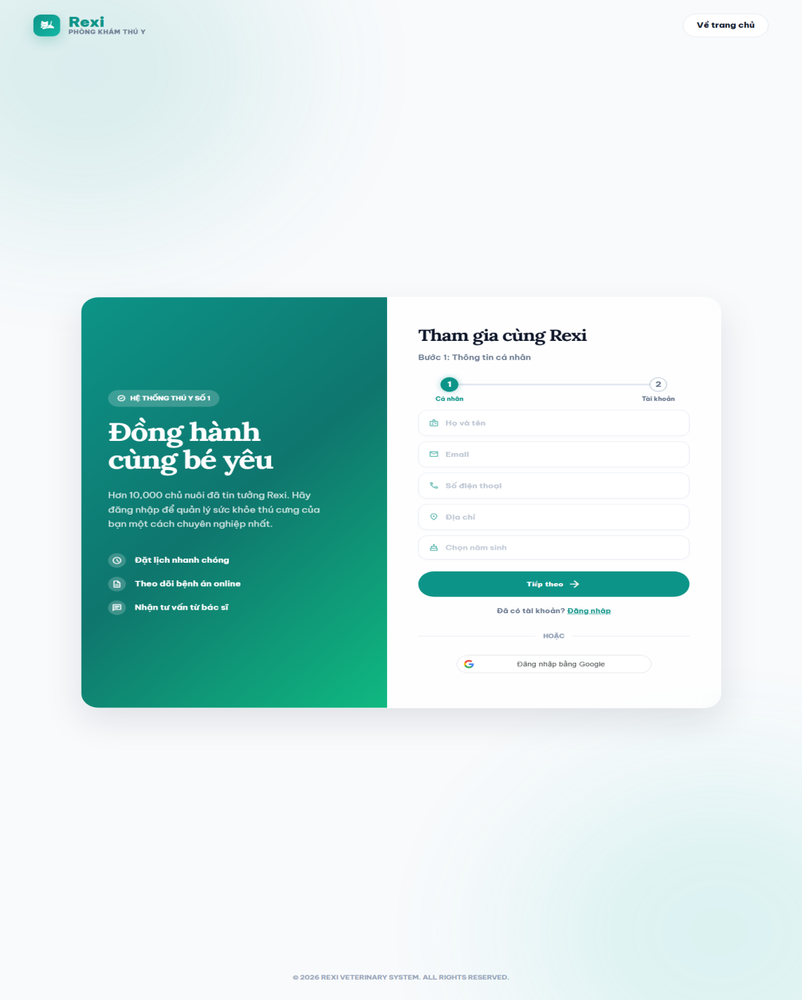 Rexi
PHÒNG KHÁM THÚ Y
Về trang chủ
HỆ THỐNG THÚ Y SỐ 1
Đồng hành
cùng bé yêu
Hơn 10,000 chủ nuôi đã tin tưởng Rexi. Hãy
đăng nhập để quản lý sức khỏe thú cưng của
bạn một cách chuyên nghiệp nhất.
Đặt lịch nhanh chóng
Theo dõi bệnh án online
Nhận tư vấn từ bác sĩ
Tham gia cùng Rexi
Bước 1: Thông tin cá nhân
1
2
Cá nhân
Tài khoản
Họ và tên
Email
Số điện thoại
Địa chỉ
Chọn năm sinh
Tiếp theo
Đã có tài khoản? Đăng nhập
HOẶC
Đăng nhập bằng Google
© 2026 REXI VETERINARY SYSTEM. ALL RIGHTS RESERVED.